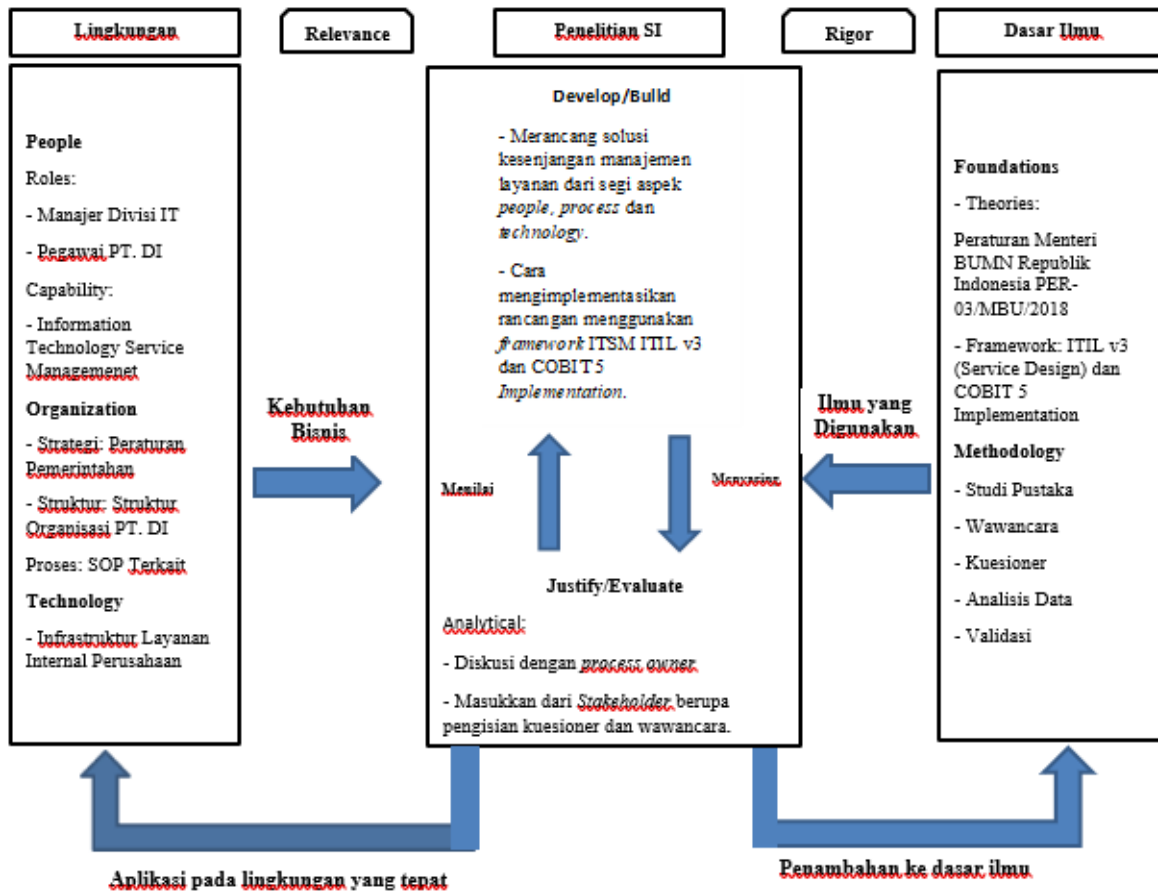 Lingkungan
Relevance
Penelitian SI
Rigor
Dasar Ilmu
People
Roles:
- Manajer Divisi IT
- Pegawai PT. DI
Capability:
- Information
Technology Service
Managemenet
Organization
- Strategi: Peraturan
Pemerintahan
- Struktur: Struktur
Organisasi PT. DI
Proses: SOP Terkait
Technology
- Infrastruktur Layanan
Internal Perusahaan
Kebutuhan
Bisnis
Develop/Build
- Merancang solusi
kesenjangan manajemen
layanan dari segi aspek
people, process dan
technology.
- Cara
mengimplementasikan
rancangan menggunakan
framework ITSM ITIL v3
dan COBIT 5
Implementation.
Menilai
Justify/Evaluate
Analytical:
- Diskusi dengan process owner
- Masukkan dari Stakeholder berupa
pengisian kuesioner dan wawancara.
Ilmu yang
Digunakan
Foundations
- Theories:
Peraturan Menteri
BUMN Republik
Indonesia PER-
03/MBU/2018
- Framework: ITIL v3
(Service Design) dan
COBIT 5
Implementation
Methodology
- Studi Pustaka
- Wawancara
- Kuesioner
- Analisis Data
- Validasi
Aplikasi pada lingkungan yang tepat
Penambahan ke dasar ilmu